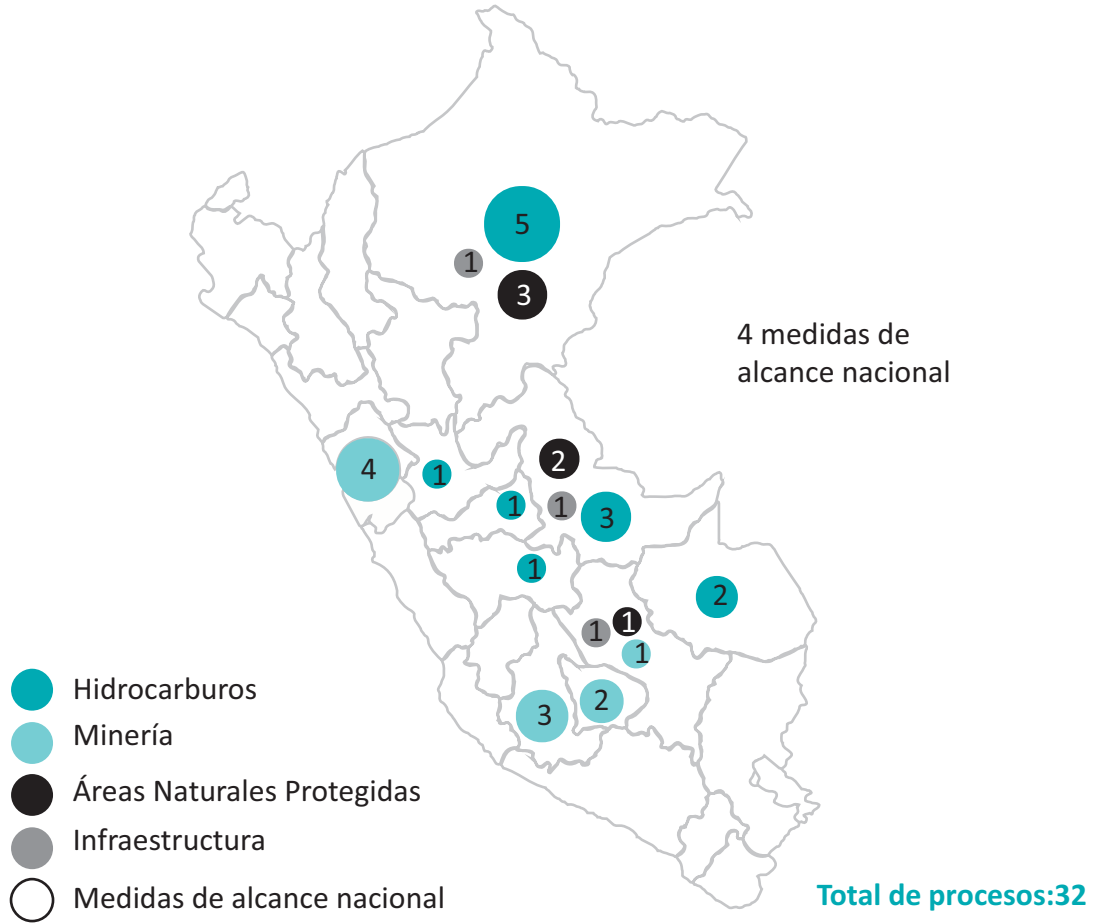 5
1
3
4 medidas de
alcance nacional
4
1
2
1
1
3
1
2
1
1
1
3
2
Hidrocarburos
Minería
Áreas Naturales Protegidas
Infraestructura
Medidas de alcance nacional
Total de procesos:32